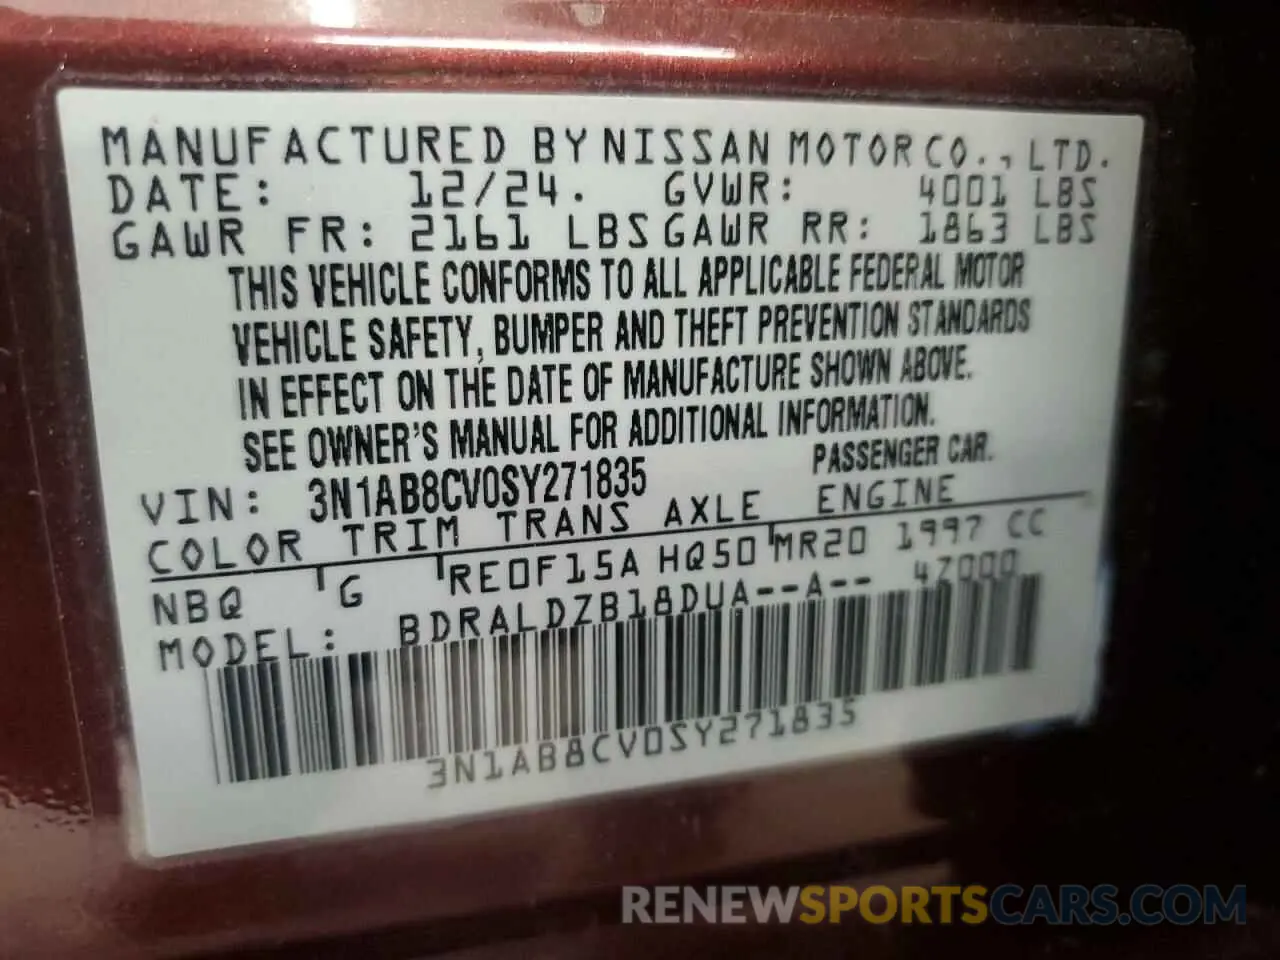 MANUFACTURED BY NISSAN MOTOR CO., LTD.
DATE: 12/24. GVWR: 4001 LBS
GAWR FR: 2161 LBS GAWR RR: 1863 LBS
THIS VEHICLE CONFORMS TO ALL APPLICABLE FEDERAL MOTOR
VEHICLE SAFETY, BUMPER AND THEFT PREVENTION STANDARDS
IN EFFECT ON THE DATE OF MANUFACTURE SHOWN ABOVE.
SEE OWNER'S MANUAL FOR ADDITIONAL INFORMATION.
VIN: 3N1AB8CV0SY271835 PASSENGER CAR.
COLOR TRIM TRANS AXLE ENGINE
NBQ G RE0F15A HQ50 MR20 1997 CC
MODEL: BDRALDZB18DUA--A-- 47000
3N1AB8CV0SY271835
RENEWSPORTSCARS.COM